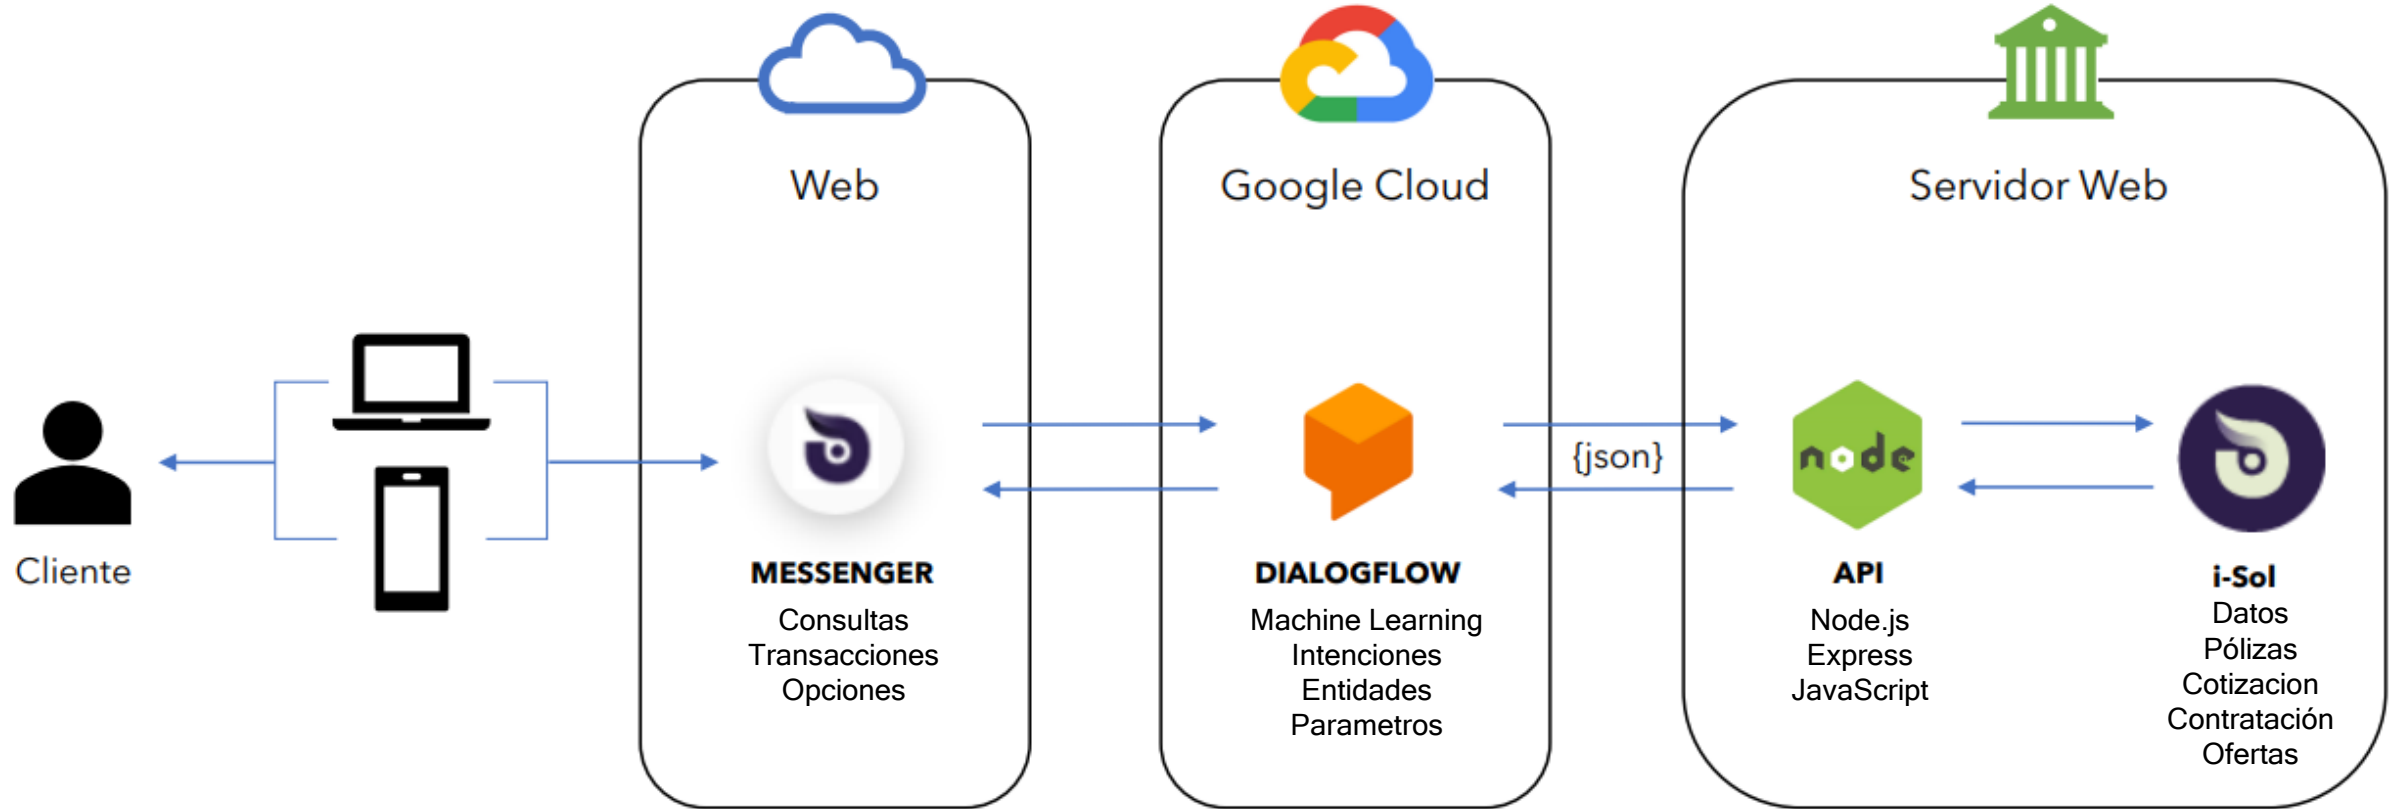 Web
Google Cloud
Servidor Web
Cliente
{json}
node
MESSENGER
Consultas
Transacciones
Opciones
DIALOGFLOW
Machine Learning
Intenciones
Entidades
Parametros
API
Node.js
Express
JavaScript
i-Sol
Datos
Pólizas
Cotizacion
Contratación
Ofertas